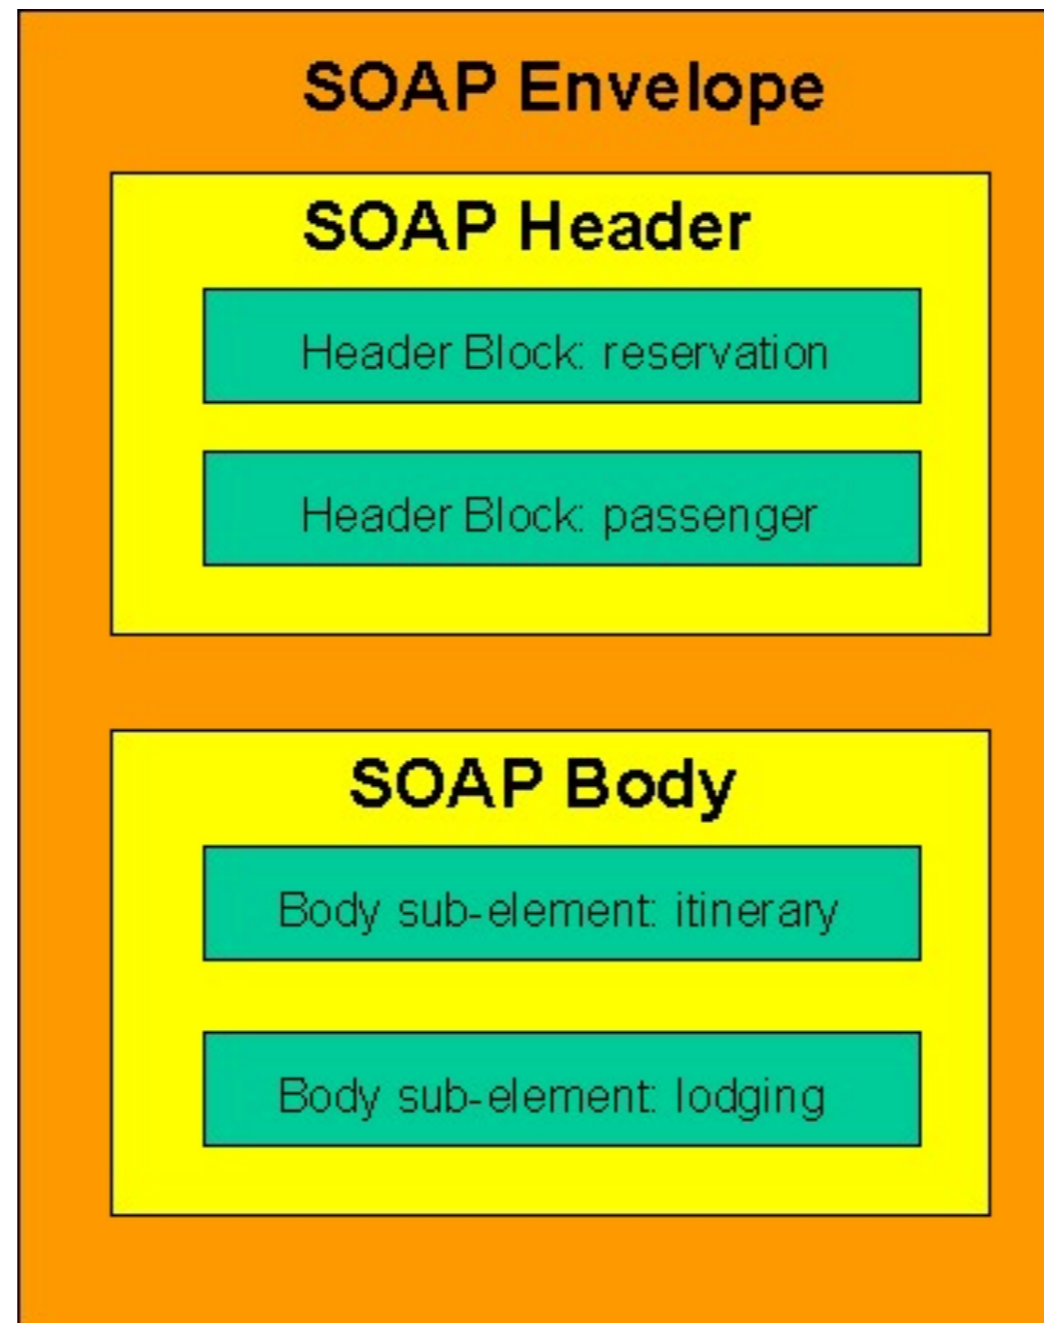 SOAP Envelope
SOAP Header
Header Block: reservation
Header Block: passenger
SOAP Body
Body sub-element: itinerary
Body sub-element: lodging